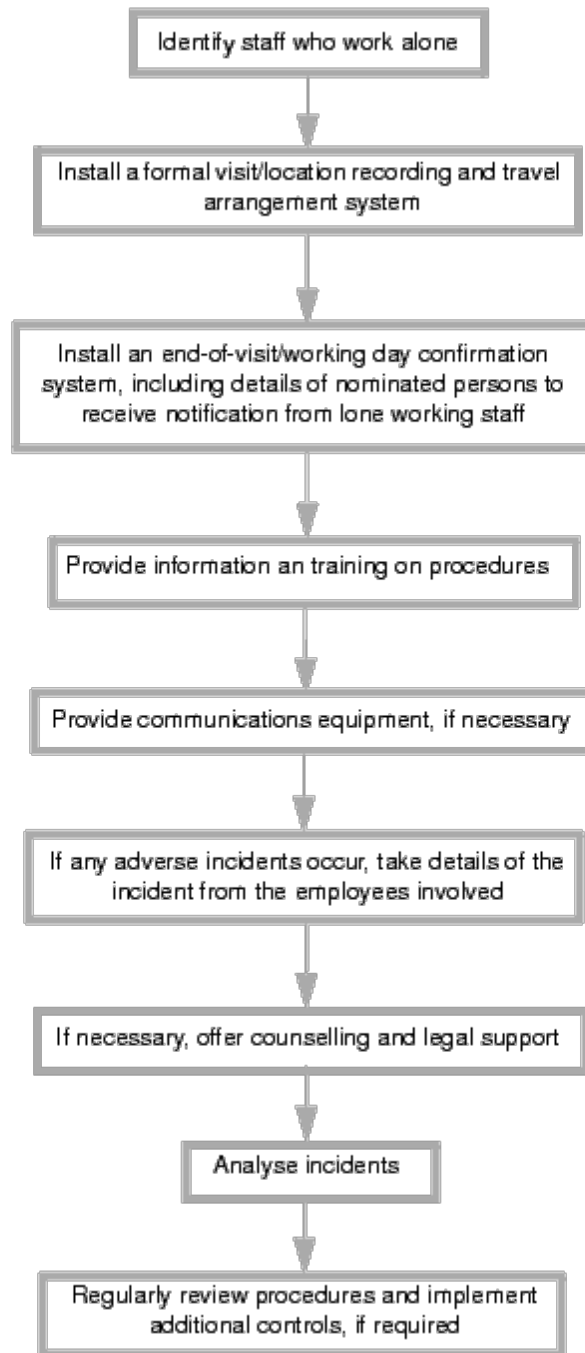 Identify staff who work alone
Install a formal visit/location recording and travel
arrangement system
Install an end-of-visit/working day confirmation
system, including details of nominated persons to
receive notification from lone working staff
Provide information an training on procedures
Provide communications equipment, if necessary
If any adverse incidents occur, take details of the
incident from the employees involved
If necessary, offer counselling and legal support
Analyse incidents
Regularly review procedures and implement
additional controls, if required